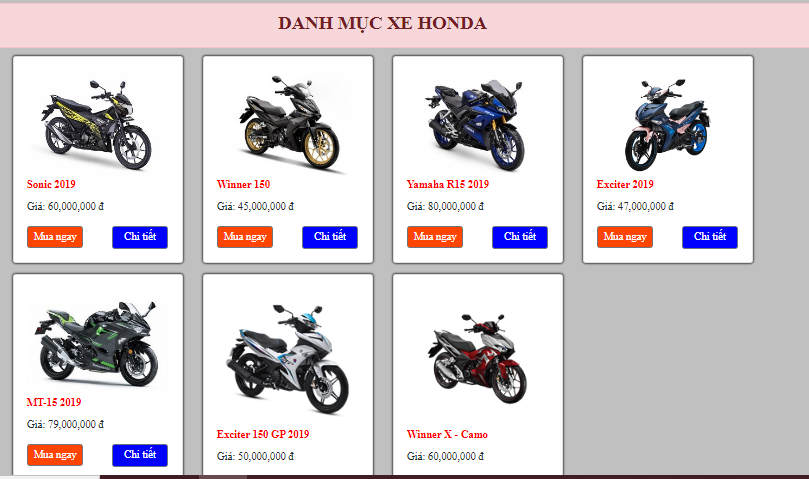 DANH MỤC XE HONDA
Sonic 2019
Giá: 60,000,000 đ
Mua ngay
Chi tiết
Winner 150
Giá: 45,000,000 đ
Mua ngay
Chi tiết
Yamaha R15 2019
Giá: 80,000,000 đ
Mua ngay
Chi tiết
Exciter 2019
Giá: 47,000,000 đ
Mua ngay
Chi tiết
MT-15 2019
Giá: 79,000,000 đ
Mua ngay
Chi tiết
Exciter 150 GP 2019
Giá: 50,000,000 đ
Winner X - Camo
Giá: 60,000,000 đ